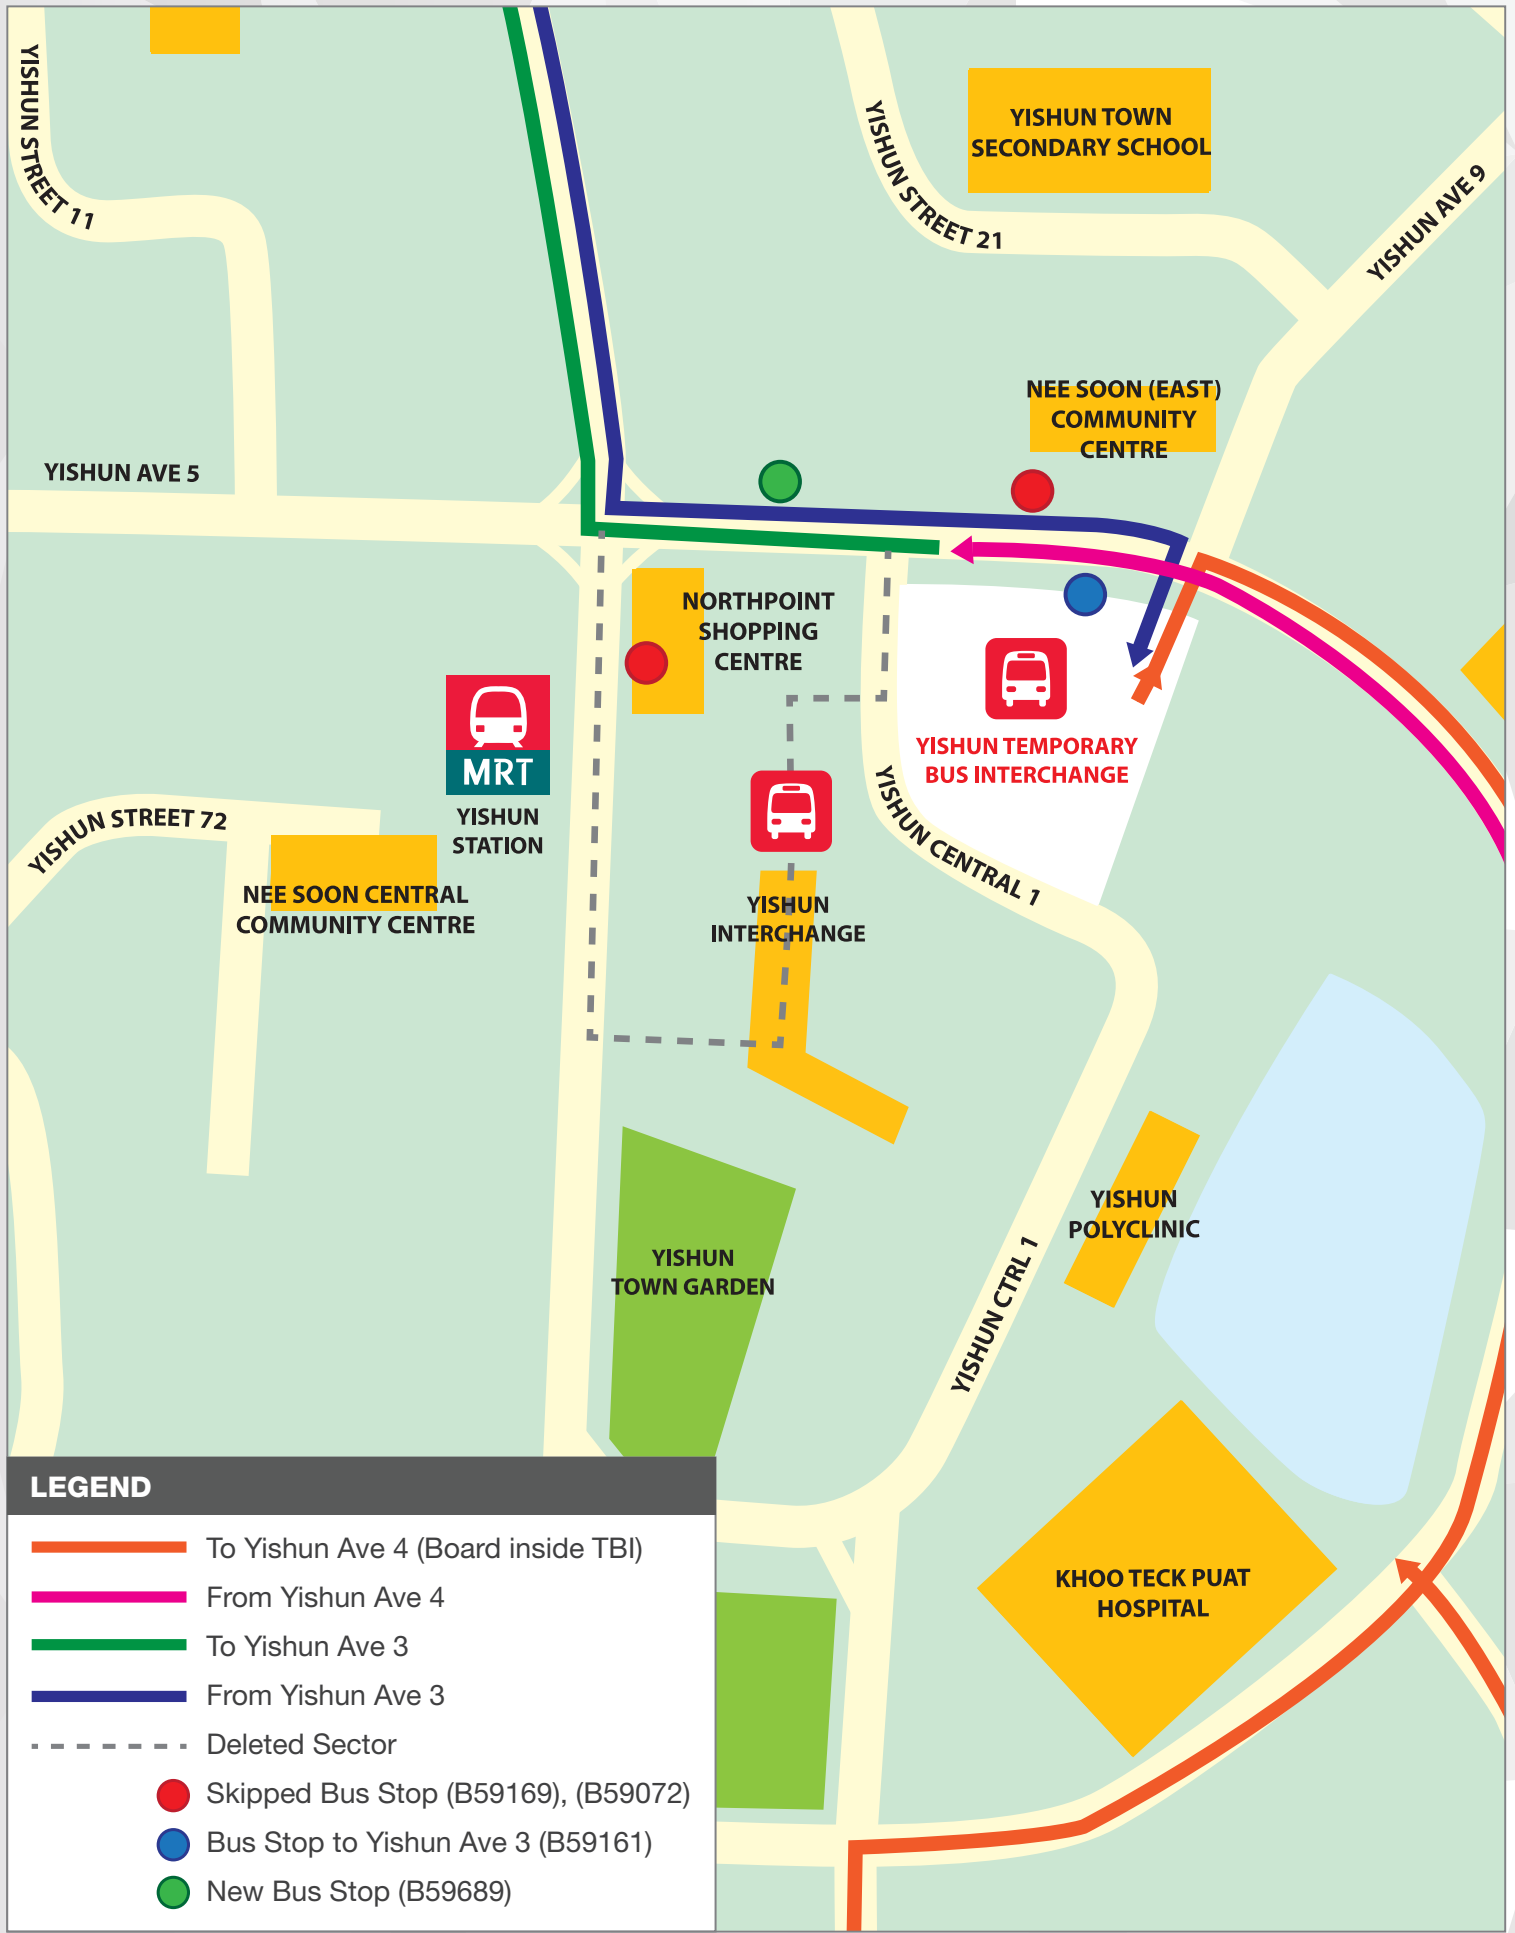 YISHUN STREET 11
YISHUN TOWN
SECONDARY SCHOOL
YISHUN STREET 21
YISHUN AVE 9
NEE SOON (EAST)
COMMUNITY
CENTRE
YISHUN AVE 5
NORTHPOINT
SHOPPING
CENTRE
MRT
YISHUN
STATION
YISHUN TEMPORARY
BUS INTERCHANGE
YISHUN STREET 72
NEE SOON CENTRAL
COMMUNITY CENTRE
YISHUN
INTERCHANGE
YISHUN CENTRAL 1
YISHUN
POLYCLINIC
YISHUN
TOWN GARDEN
YISHUN CTRL 1
KHOO TECK PUAT
HOSPITAL
LEGEND
To Yishun Ave 4 (Board inside TBI)
From Yishun Ave 4
To Yishun Ave 3
From Yishun Ave 3
Deleted Sector
Skipped Bus Stop (B59169), (B59072)
Bus Stop to Yishun Ave 3 (B59161)
New Bus Stop (B59689)